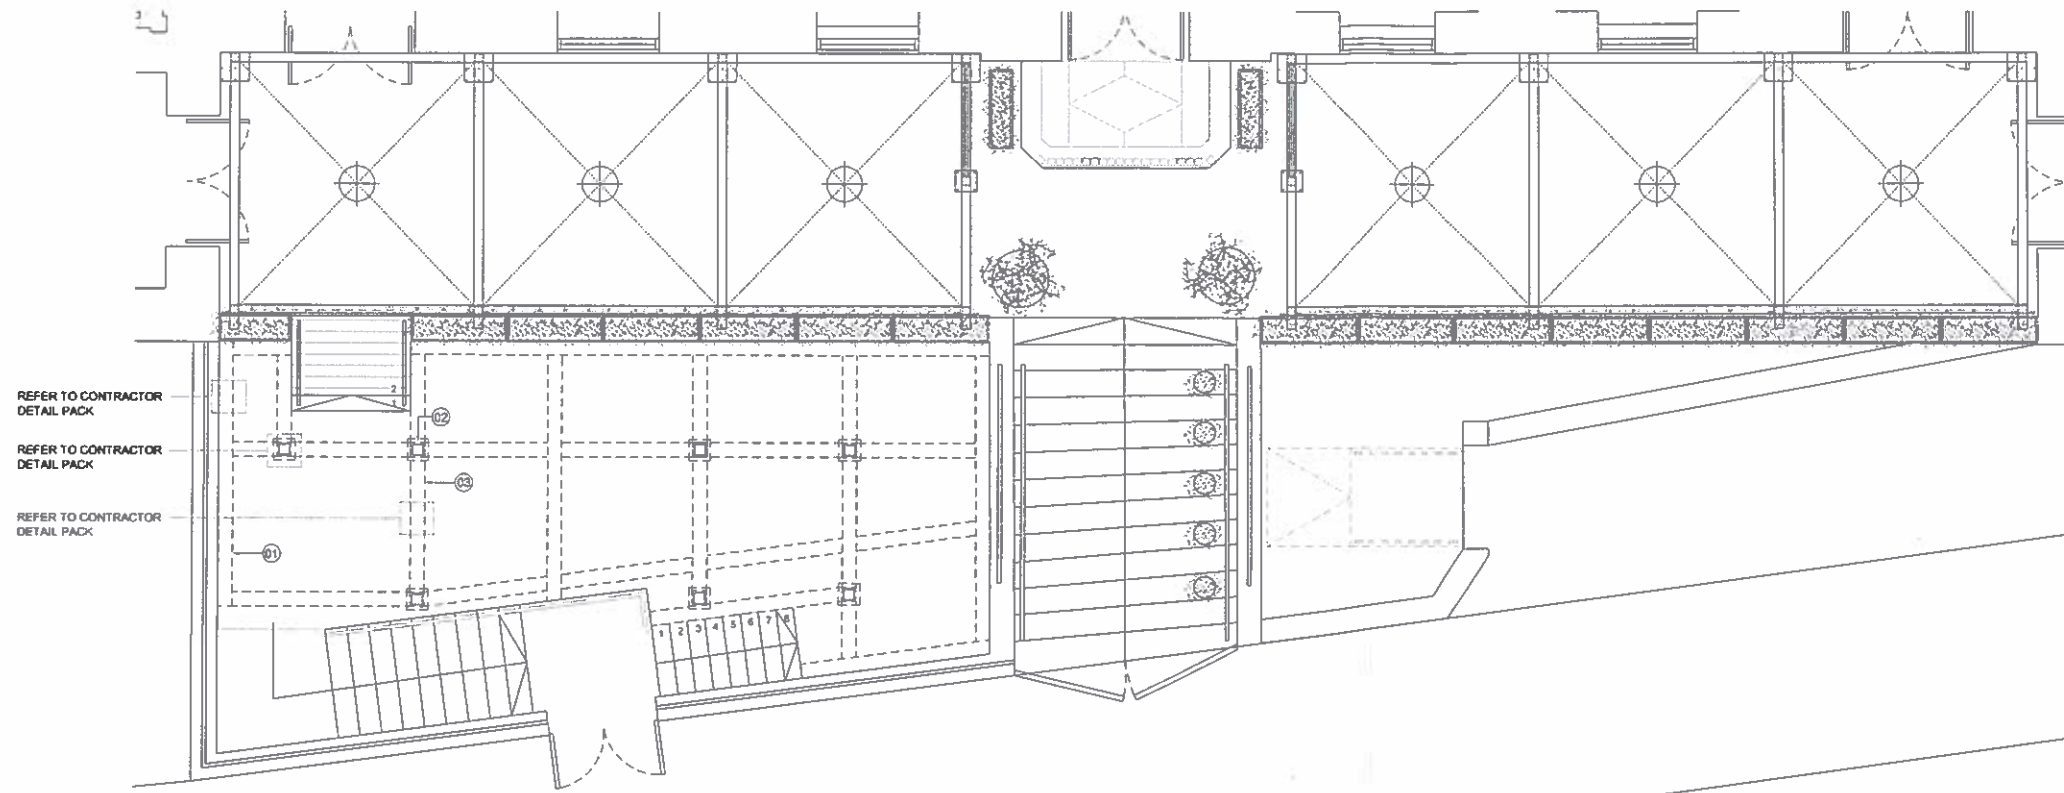 REFER TO CONTRACTOR
DETAIL PACK
REFER TO CONTRACTOR
DETAIL PACK
REFER TO CONTRACTOR
DETAIL PACK
2
1
02
03
01
1 2 3 4 5 6 7 8